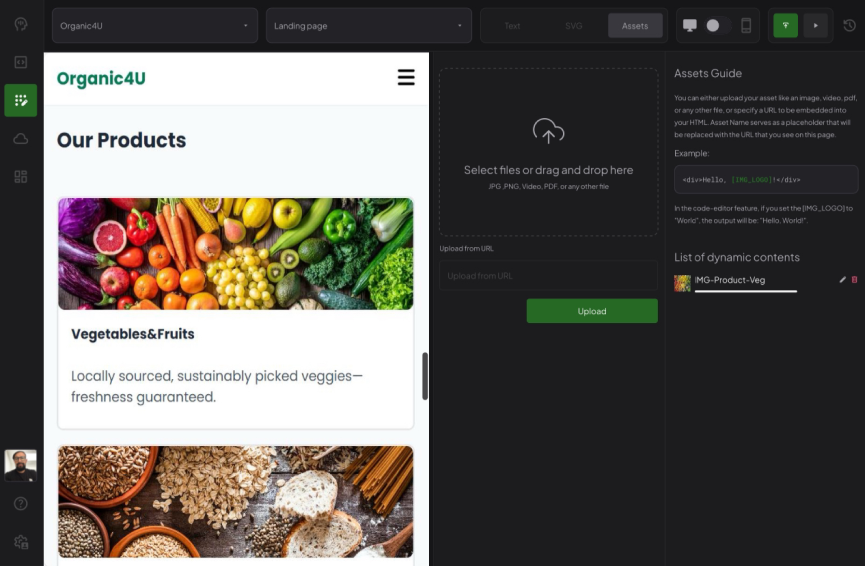 Organic4U
Landing page
Text
SVG
Assets
Organic4U
Our Products
Vegetables&Fruits
Locally sourced, sustainably picked veggies—
freshness guaranteed.
Select files or drag and drop here
JPG ,PNG, Video, PDF, or any other file
Upload from URL
Upload from URL
Upload
Assets Guide
You can either upload your asset like an image, video, pdf,
or any other file, or specify a URL to be embedded into
your HTML. Asset Name serves as a placeholder that will
be replaced with the URL that you see on this page.
Example:
<div>Hello, [IMG_LOGO]!</div>
In the code-editor feature, if you set the [IMG_LOGO] to
"World", the output will be: "Hello, World!".
List of dynamic contents
IMG-Product-Veg